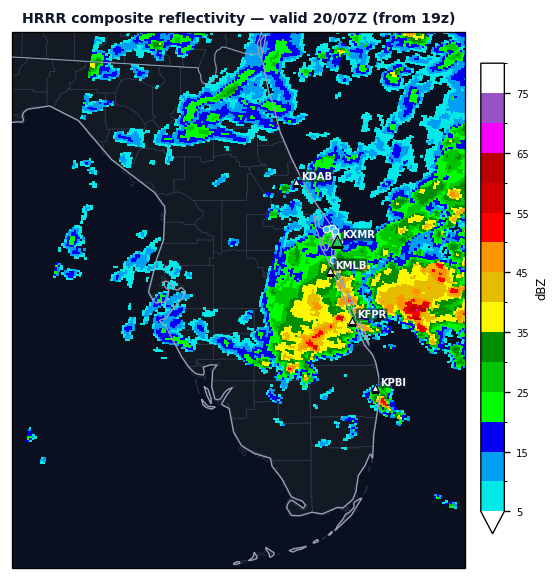 HRRR composite reflectivity — valid 20/07Z (from 19z)
KDAB
KXMR
KMLB
KFPR
KPBI
75
65
55
45
35
25
15
5
dBZ